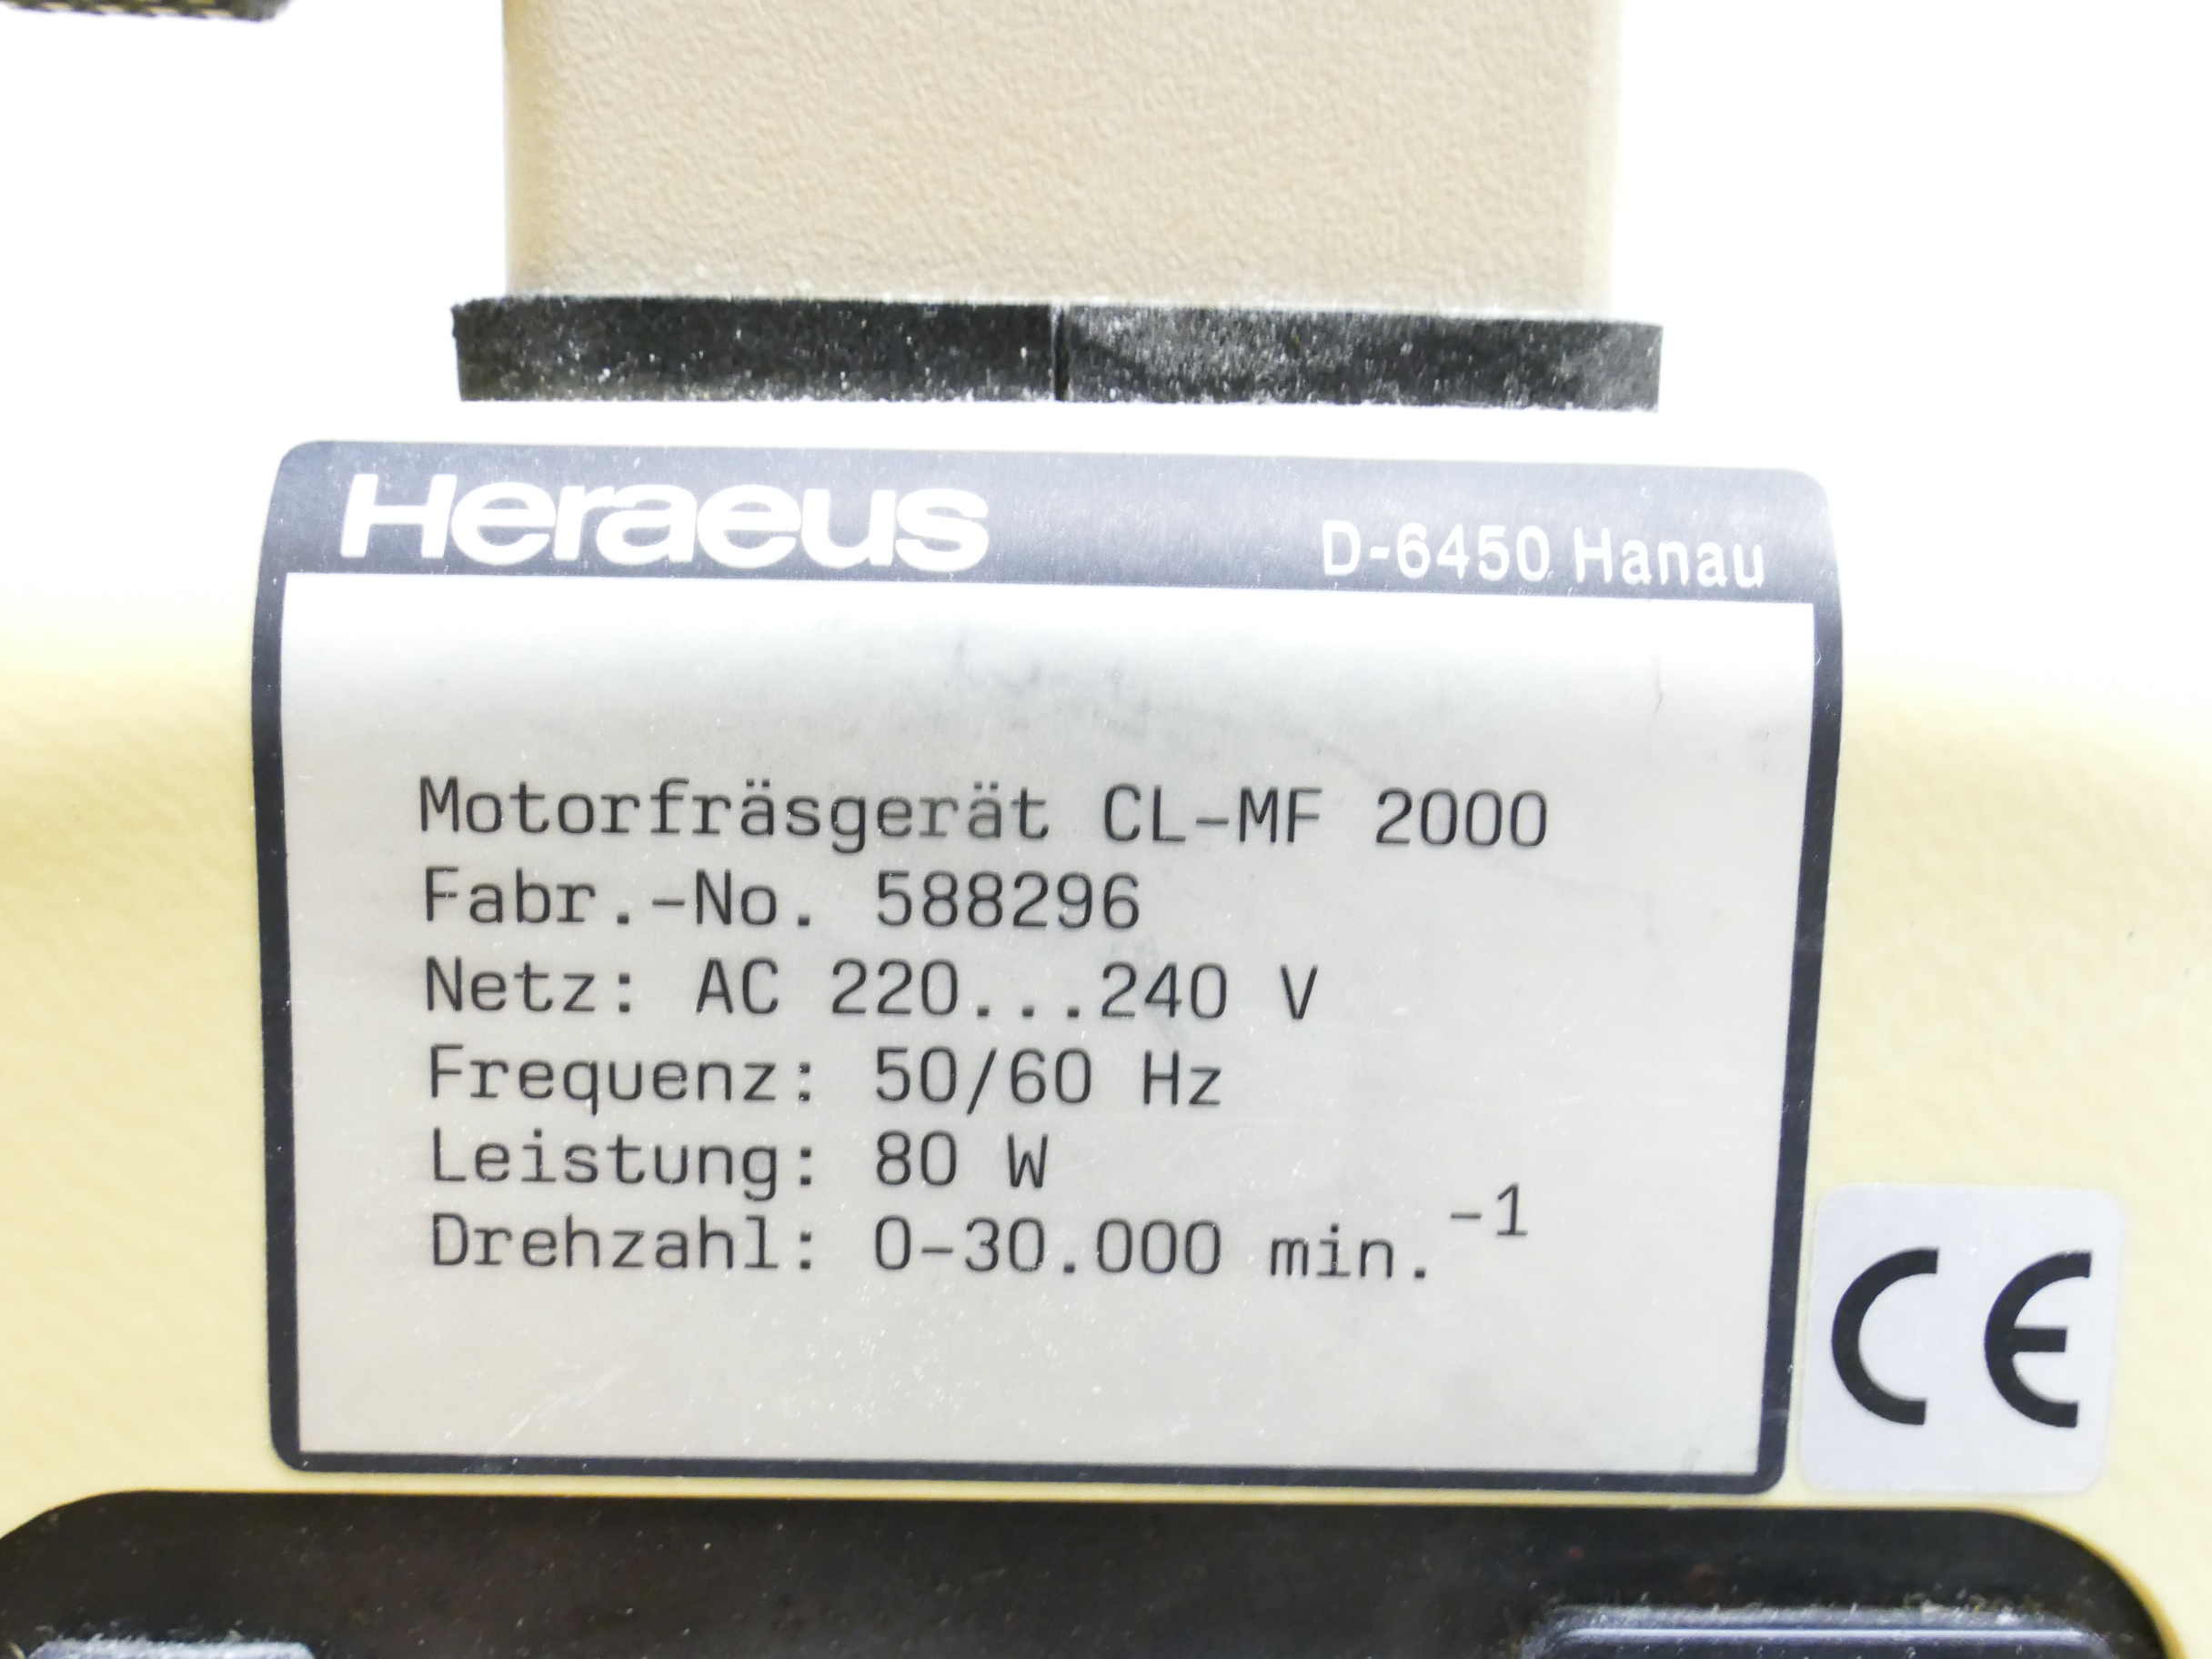 Heraeus D-6450 Hanau
Motorfräsgerät CL-MF 2000
Fabr.-No. 588296
Netz: AC 220...240 V
Frequenz: 50/60 Hz
Leistung: 80 W
Drehzahl: 0-30.000 min.⁻¹
CE